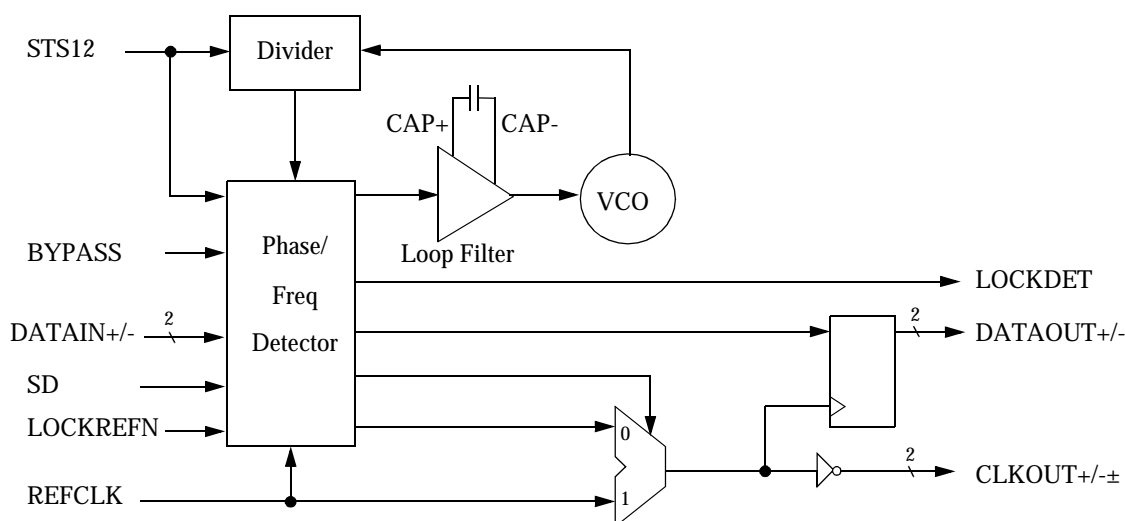 STS12
Divider
CAP+
CAP-
VCO
Loop Filter
BYPASS
Phase/
Freq
Detector
LOCKDET
DATAIN+/-
2
2
DATAOUT+/-
SD
LOCKREFN
0
2
CLKOUT+/-±
REFCLK
1